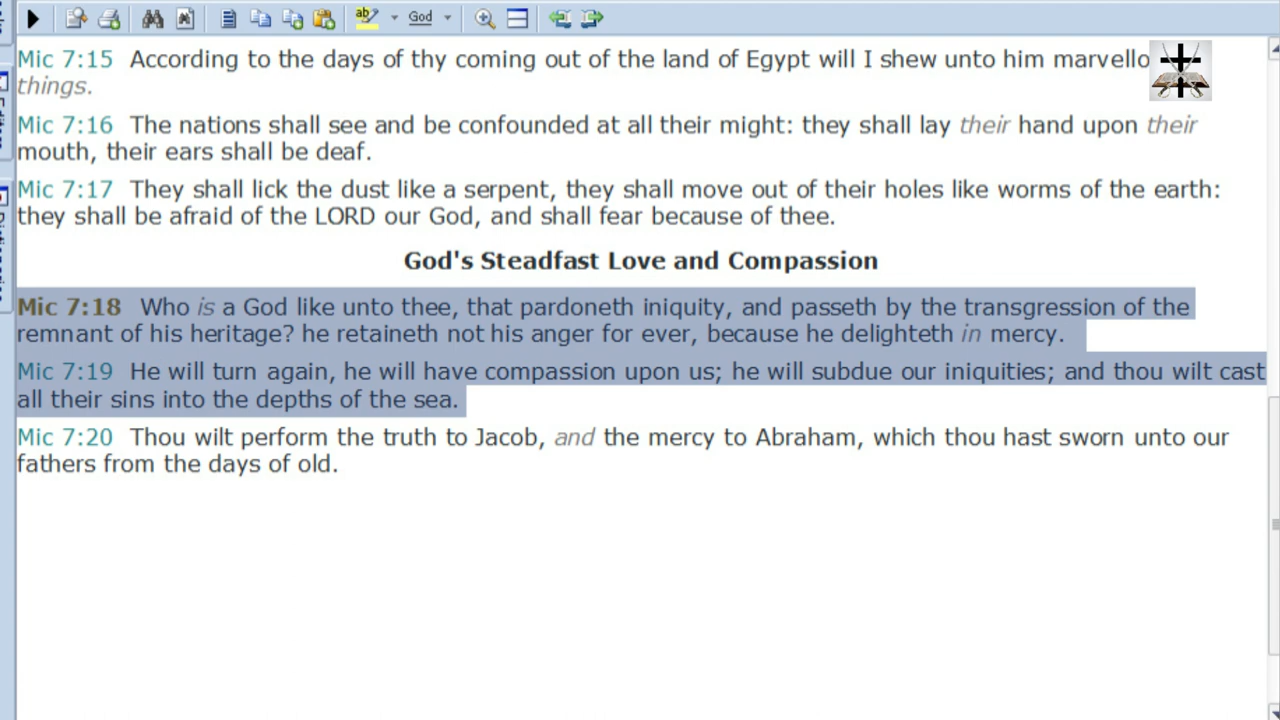 God
Mic 7:15 According to the days of thy coming out of the land of Egypt will I shew unto him marvello
things.
Mic 7:16 The nations shall see and be confounded at all their might: they shall lay their hand upon their
mouth, their ears shall be deaf.
Mic 7:17 They shall lick the dust like a serpent, they shall move out of their holes like worms of the earth:
they shall be afraid of the LORD our God, and shall fear because of thee.
God's Steadfast Love and Compassion
Mic 7:18 Who is a God like unto thee, that pardoneth iniquity, and passeth by the transgression of the
remnant of his heritage? he retaineth not his anger for ever, because he delighteth in mercy.
Mic 7:19 He will turn again, he will have compassion upon us; he will subdue our iniquities; and thou wilt cast
all their sins into the depths of the sea.
Mic 7:20 Thou wilt perform the truth to Jacob, and the mercy to Abraham, which thou hast sworn unto our
fathers from the days of old.